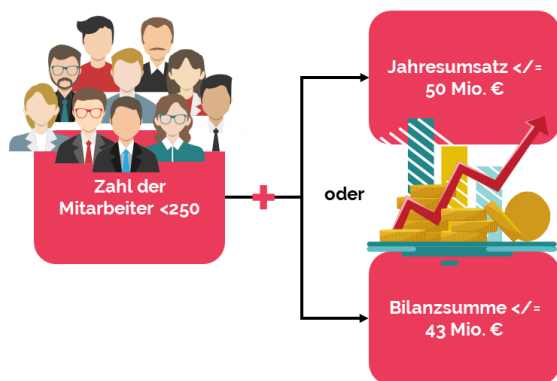 Zahl der
Mitarbeiter <250
oder
Jahresumsatz </=
50 Mio. €
Bilanzsumme </=
43 Mio. €